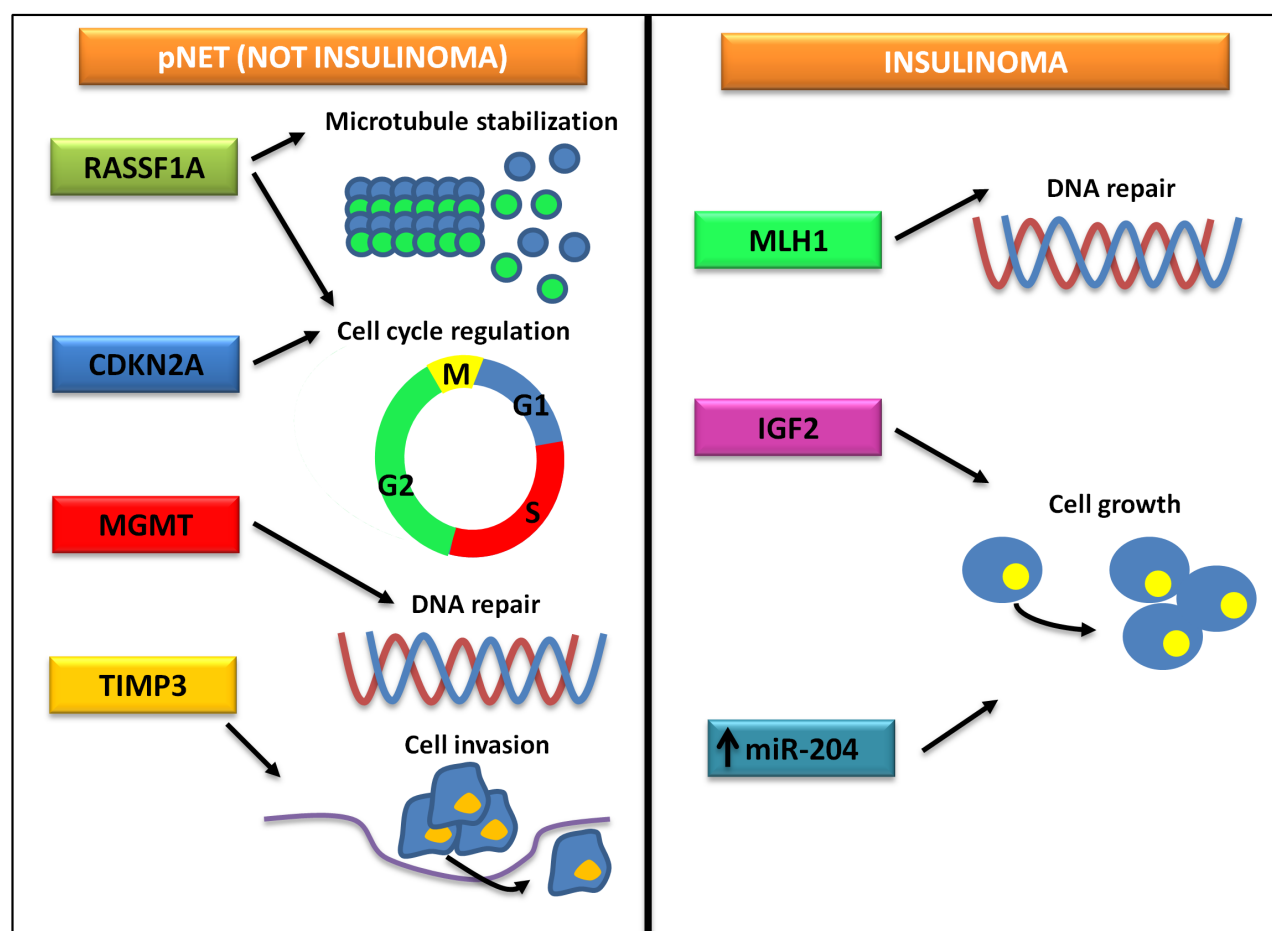 pNET (NOT INSULINOMA)
Microtubule stabilization
RASSF1A
Cell cycle regulation
CDKN2A
M
G1
G2
S
MGMT
DNA repair
TIMP3
Cell invasion
INSULINOMA
DNA repair
MLH1
IGF2
Cell growth
miR-204